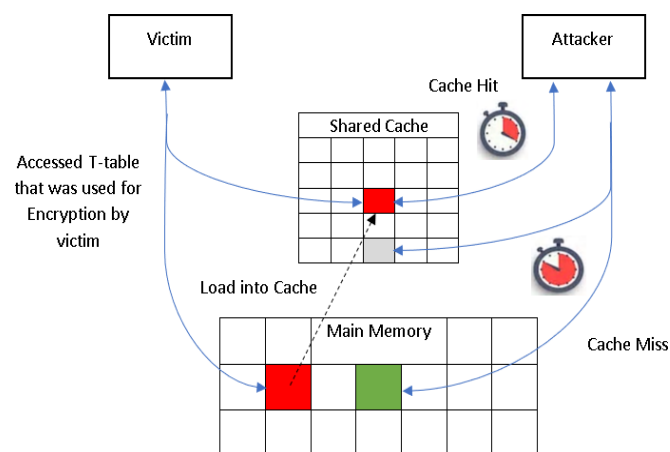 Victim
Attacker
Cache Hit
Shared Cache
Accessed T-table
that was used for
Encryption by
victim
Load into Cache
Main Memory
Cache Miss